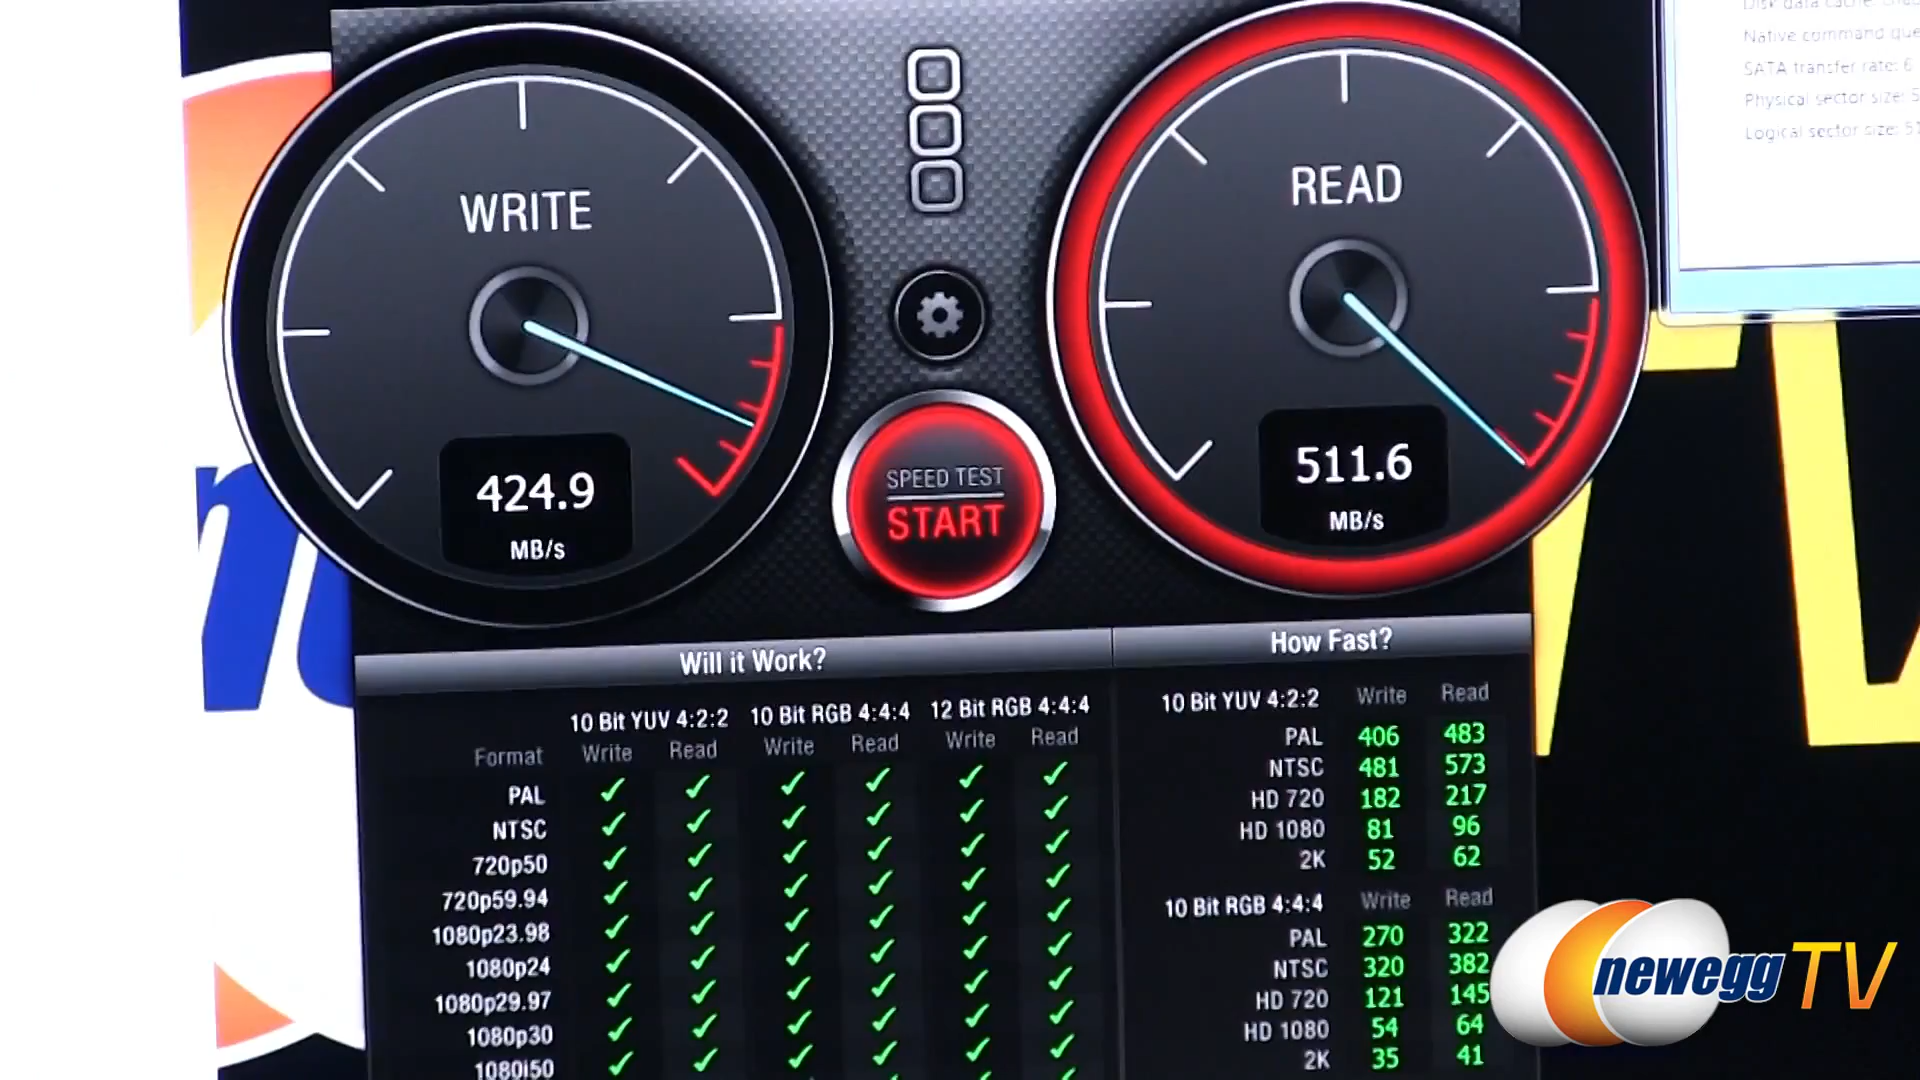 Disk data cache:
Native command
SATA transfer rate: 6
Physical sector size: 5
Logical sector size: 51
WRITE
READ
424.9
MB/s
511.6
MB/s
SPEED TEST
START
Will it Work?
How Fast?
10 Bit YUV 4:2:2 10 Bit RGB 4:4:4 12 Bit RGB 4:4:4
Format Write Read Write Read Write Read
PAL ✓ ✓ ✓ ✓ ✓ ✓
NTSC ✓ ✓ ✓ ✓ ✓ ✓
720p50 ✓ ✓ ✓ ✓ ✓ ✓
720p59.94 ✓ ✓ ✓ ✓ ✓ ✓
1080p23.98 ✓ ✓ ✓ ✓ ✓ ✓
1080p24 ✓ ✓ ✓ ✓ ✓ ✓
1080p29.97 ✓ ✓ ✓ ✓ ✓ ✓
1080p30 ✓ ✓ ✓ ✓ ✓ ✓
1080i50 ✓ ✓ ✓ ✓ ✓ ✓
10 Bit YUV 4:2:2 Write Read
PAL 406 483
NTSC 481 573
HD 720 182 217
HD 1080 81 96
2K 52 62
10 Bit RGB 4:4:4 Write Read
PAL 270 322
NTSC 320 382
HD 720 121 145
HD 1080 54 64
2K 35 41
newegg TV